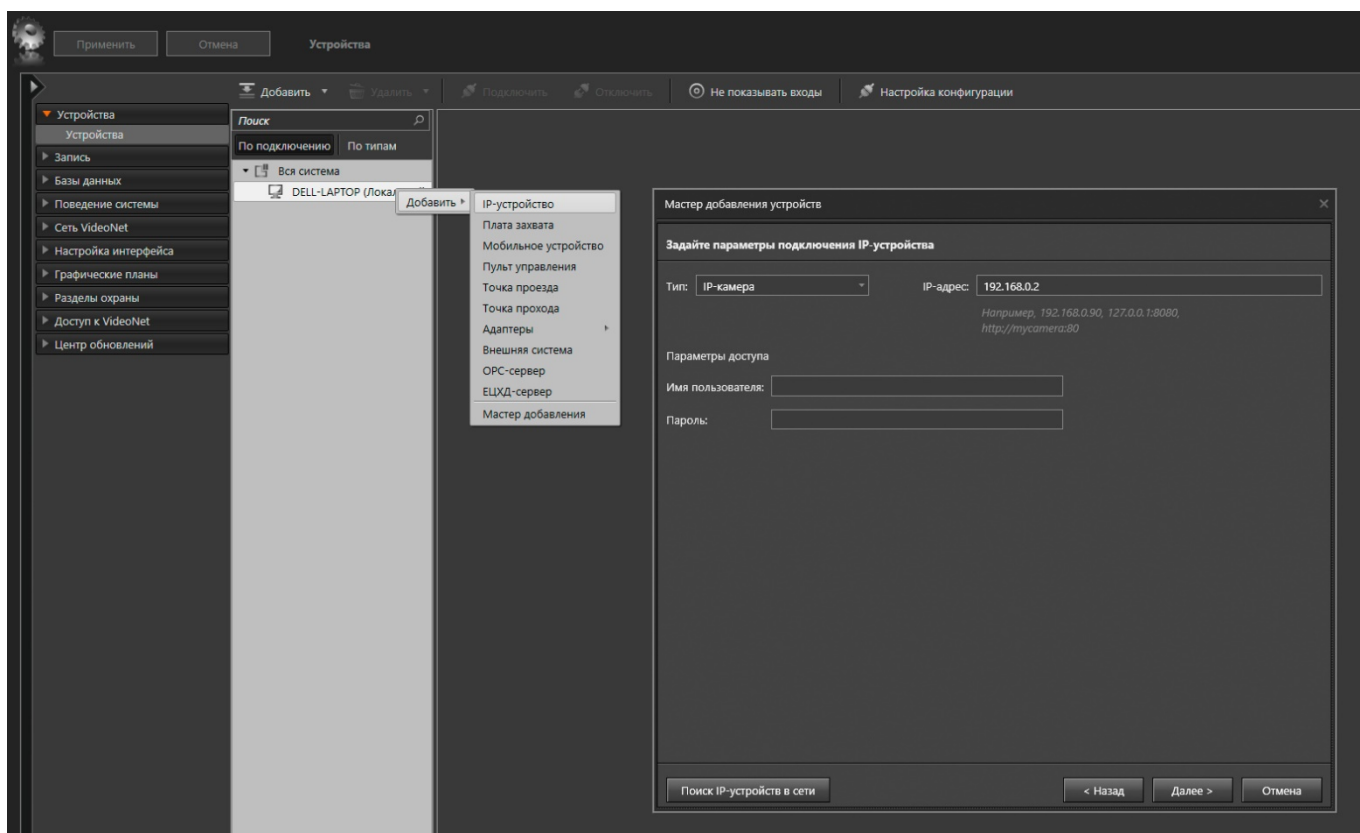 Применить Отмена Устройства
Добавить Удалить Подключить Отключить Не показывать входы Настройка конфигурации
Устройства
Устройства
Запись
Базы данных
Поведение системы
Сеть VideoNet
Настройка интерфейса
Графические планы
Разделы охраны
Доступ к VideoNet
Центр обновлений
Поиск
По подключению По типам
Вся система
DELL-LAPTOP
Добавить
IP-устройство
Плата захвата
Мобильное устройство
Пульт управления
Точка проезда
Точка прохода
Адаптеры
Внешняя система
OPC-сервер
ЕЦХД-сервер
Мастер добавления
Мастер добавления устройств
Задайте параметры подключения IP-устройства
Тип: IP-камера IP-адрес: 192.168.0.2
Например, 192.168.0.90, 127.0.0.1:8080,
http://mycamera:80
Параметры доступа
Имя пользователя:
Пароль:
Поиск IP-устройств в сети < Назад Далее > Отмена